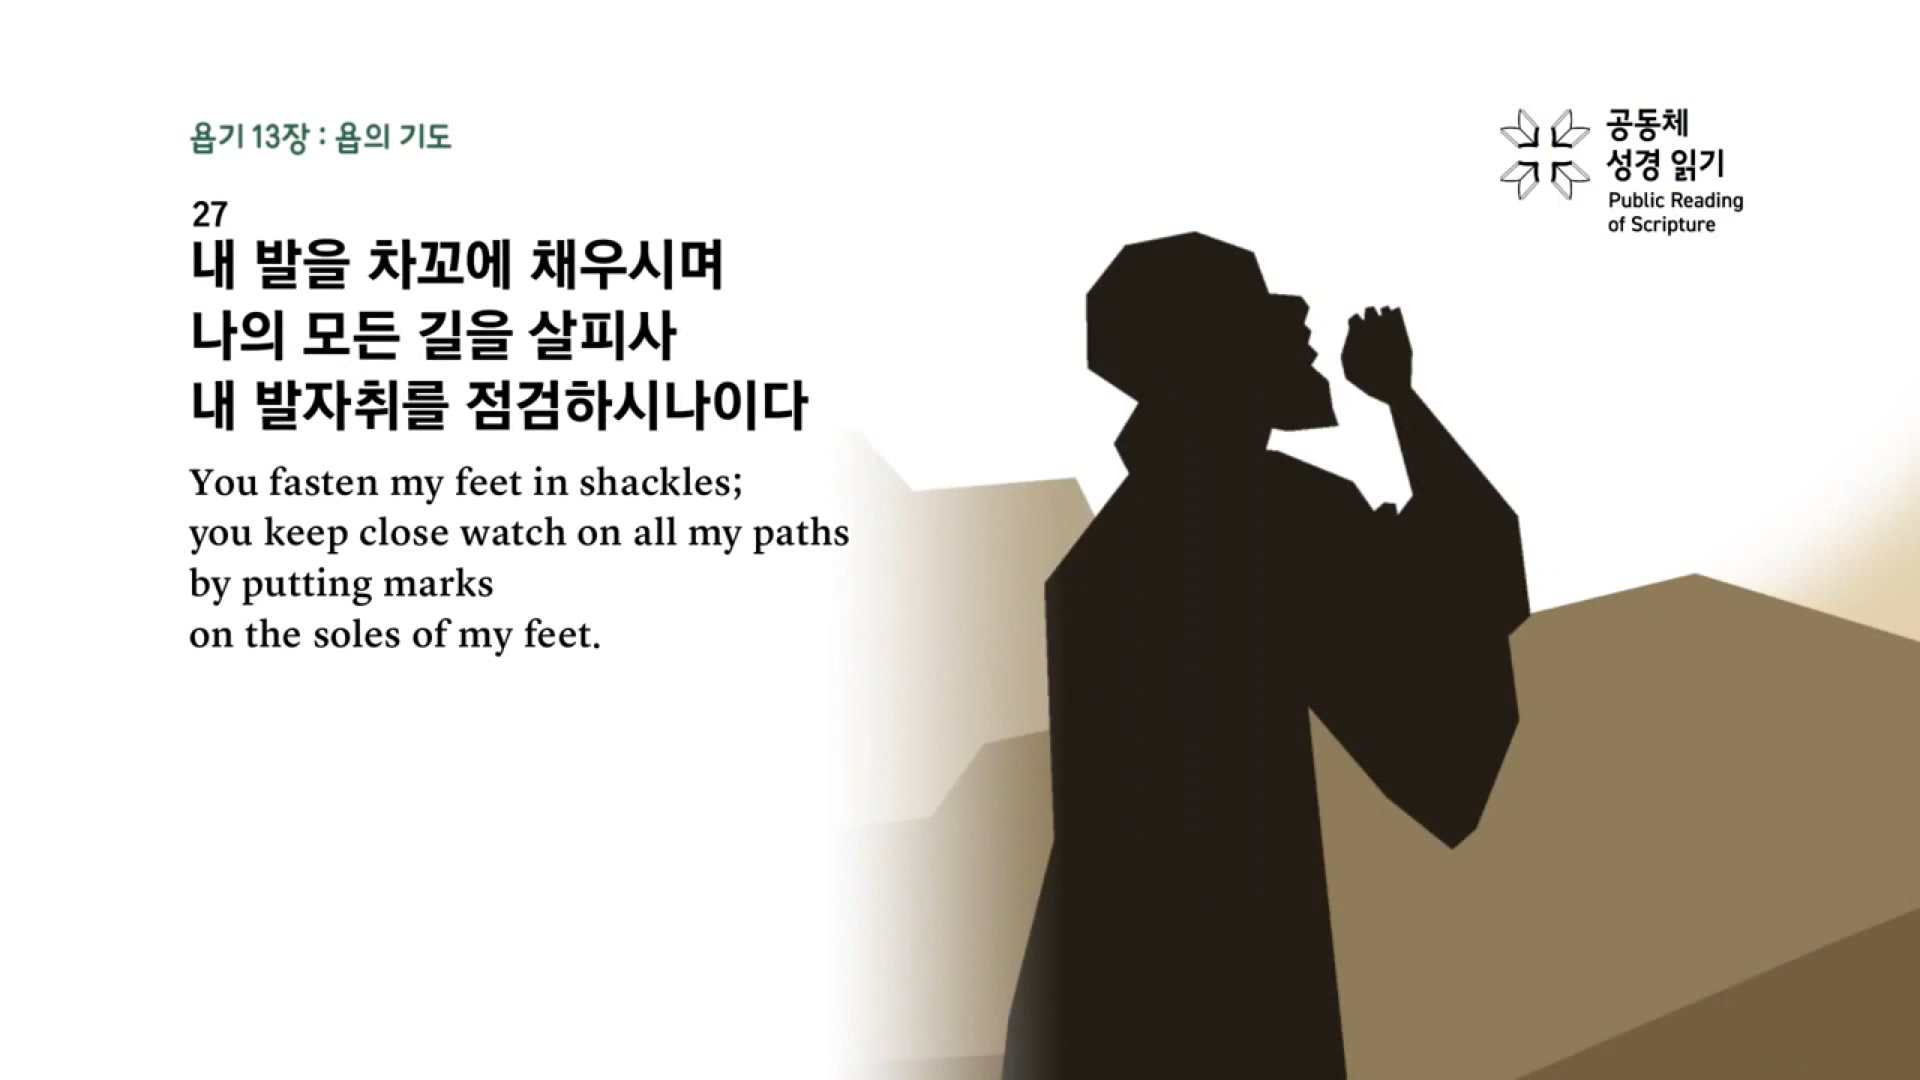 욥기 13장 : 욥의 기도
공동체
성경 읽기
Public Reading
of Scripture
27
내 발을 차꼬에 채우시며
나의 모든 길을 살피사
내 발자취를 점검하시나이다
You fasten my feet in shackles;
you keep close watch on all my paths
by putting marks
on the soles of my feet.